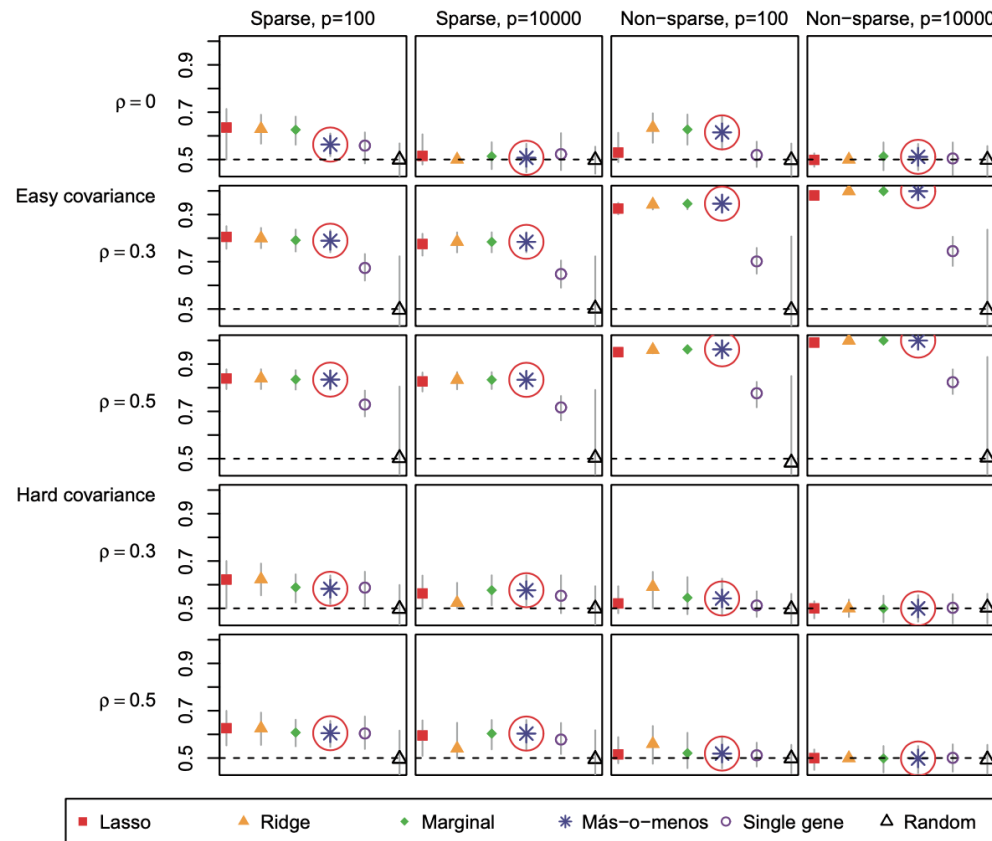 Sparse, p=100 Sparse, p=10000 Non−sparse, p=100 Non−sparse, p=10000
ρ = 0
0.5 0.7 0.9
Easy covariance
ρ = 0.3
0.5 0.7 0.9
ρ = 0.5
0.5 0.7 0.9
Hard covariance
ρ = 0.3
0.5 0.7 0.9
ρ = 0.5
0.5 0.7 0.9
Lasso Ridge Marginal Más−o−menos Single gene Random